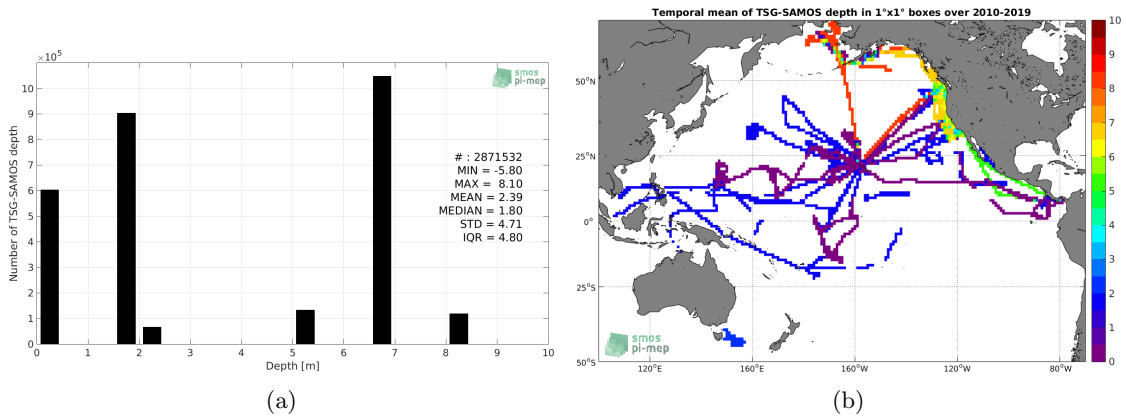 ×10⁵
11
10
9
8
7
6
5
4
3
2
1
0
Number of TSG-SAMOS depth
smos
pi-mep
# : 2871532
MIN = -5.80
MAX = 8.10
MEAN = 2.39
MEDIAN = 1.80
STD = 4.71
IQR = 4.80
0 1 2 3 4 5 6 7 8 9 10
Depth [m]
(a)
Temporal mean of TSG-SAMOS depth in 1°x1° boxes over 2010-2019
50°N
25°N
0°
25°S
50°S
smos
pi-mep
120°E 160°E 160°W 120°W 80°W
10
9
8
7
6
5
4
3
2
1
0
(b)